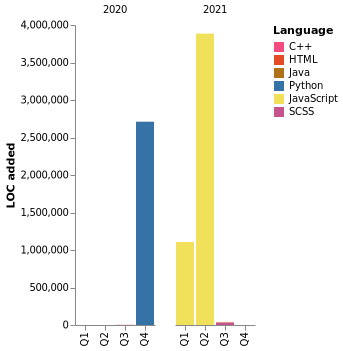 2020 2021
4,000,000
3,500,000
3,000,000
2,500,000
2,000,000
1,500,000
1,000,000
500,000
0
LOC added
Q1 Q2 Q3 Q4 Q1 Q2 Q3 Q4
Language
C++
HTML
Java
Python
JavaScript
SCSS